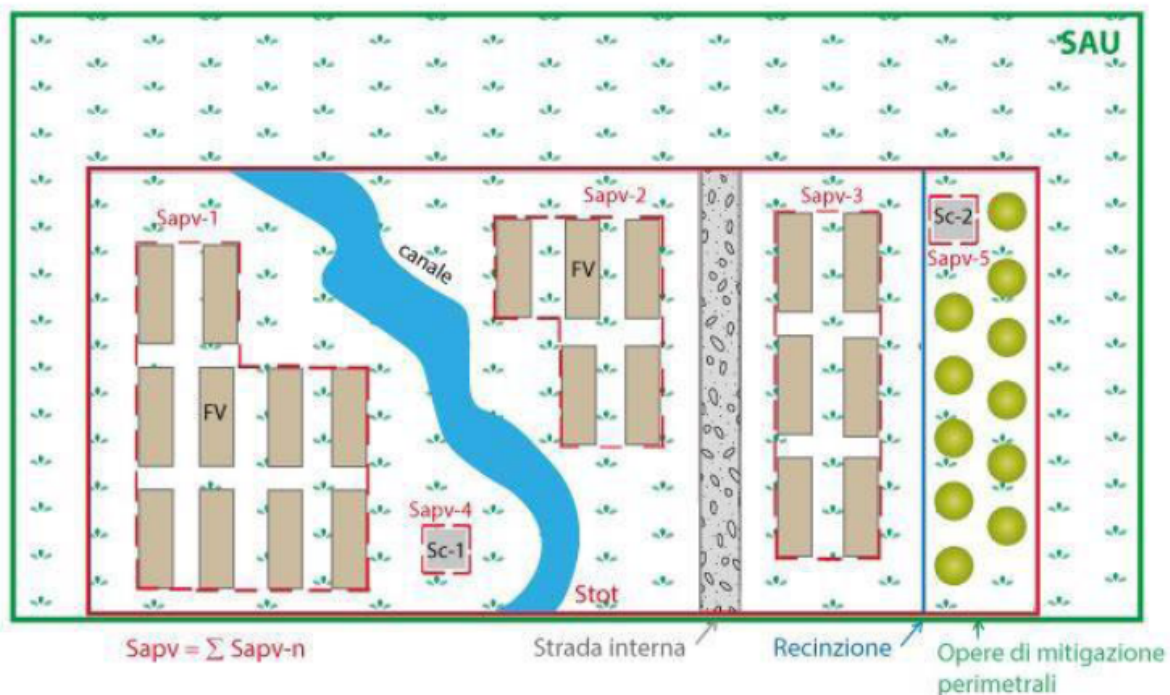 SAU
Sapv-1
Sapv-2
Sapv-3
Sc-2
Sapv-5
canale
FV
FV
Sapv-4
Sc-1
Stot
Sapv = ∑ Sapv-n
Strada interna
Recinzione
Opere di mitigazione
perimetrali